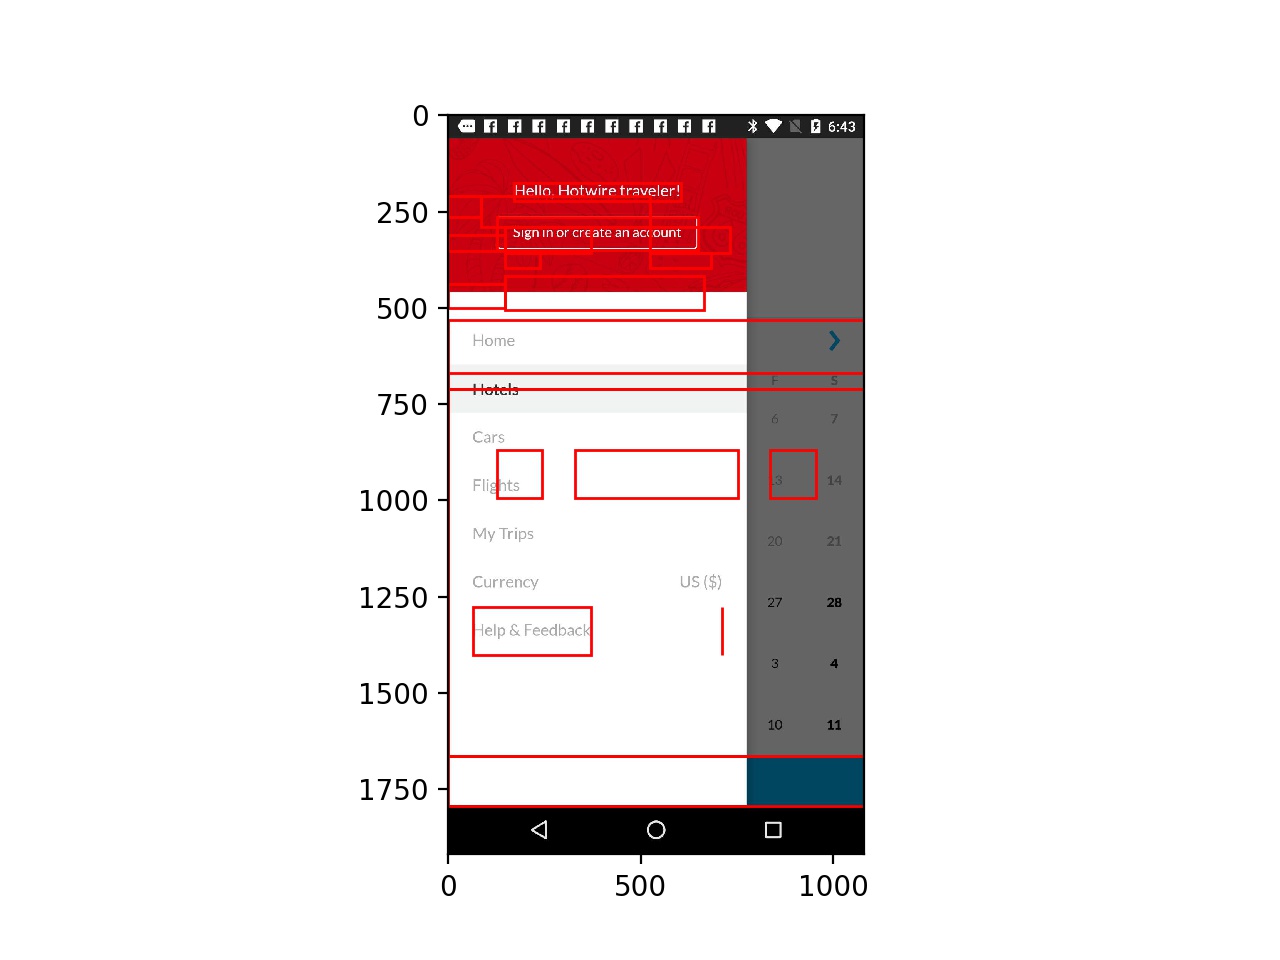 0
250
500
750
1000
1250
1500
1750
6:43
Hello, Hotwire traveler!
Sign in or create an account
Home
Hotels
F S
Cars
6 7
Flights
13 14
My Trips
20 21
Currency US ($)
27 28
Help & Feedback
3 4
10 11
0 500 1000